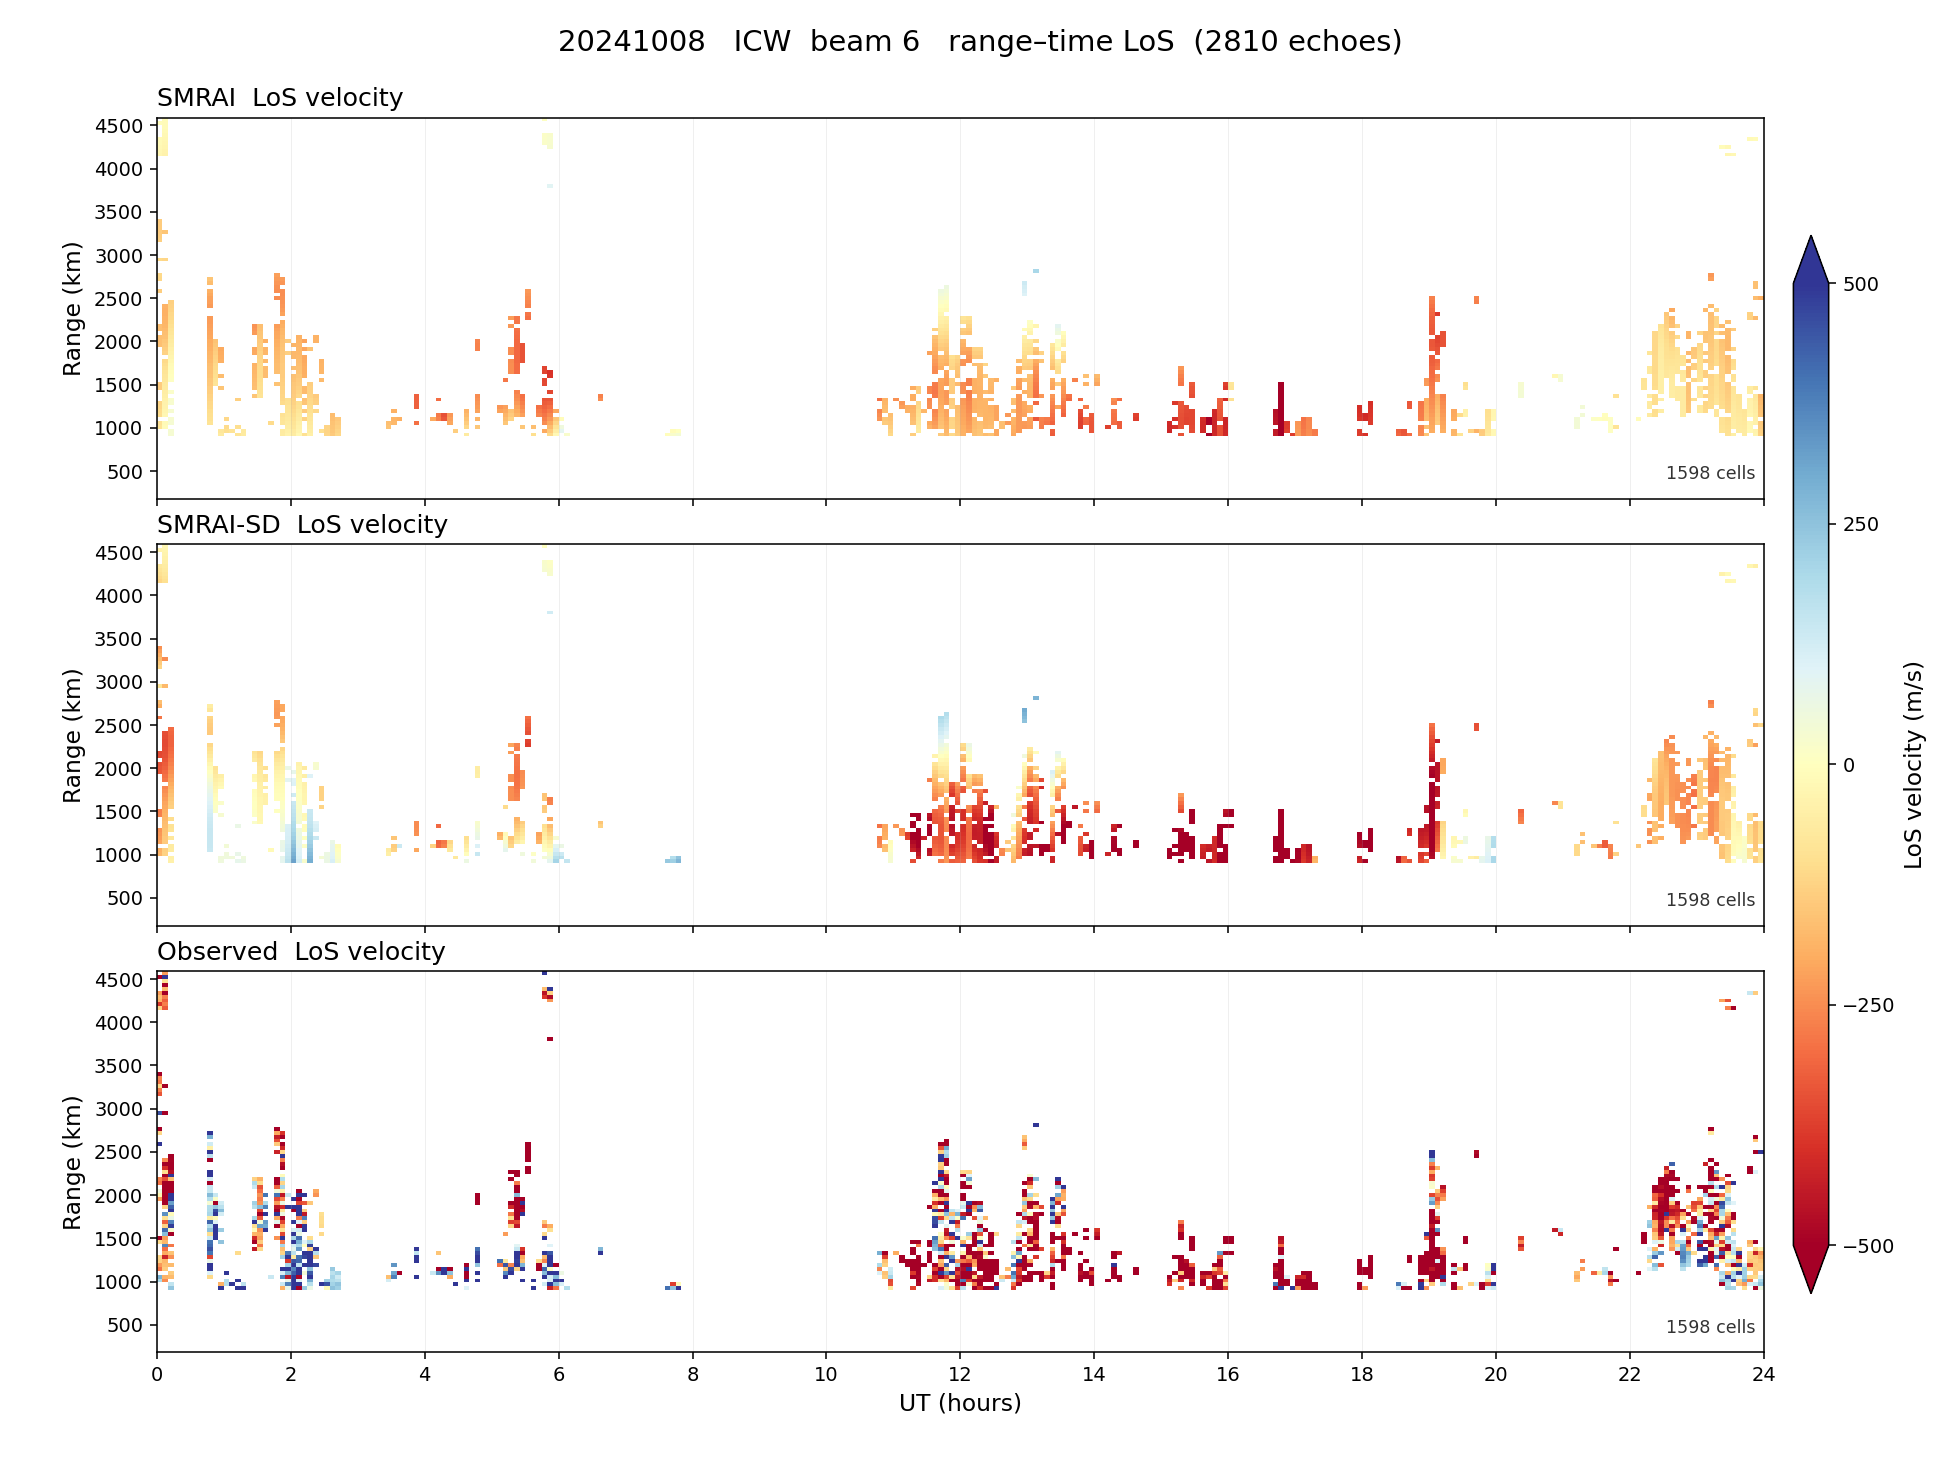 20241008   ICW  beam 6   range–time LoS  (2810 echoes)
SMRAI  LoS velocity
4500
4000
3500
3000
2500
2000
1500
1000
500
Range (km)
1598 cells
SMRAI-SD  LoS velocity
4500
4000
3500
3000
2500
2000
1500
1000
500
Range (km)
1598 cells
Observed  LoS velocity
4500
4000
3500
3000
2500
2000
1500
1000
500
Range (km)
1598 cells
0 2 4 6 8 10 12 14 16 18 20 22 24
UT (hours)
500
250
0
−250
−500
LoS velocity (m/s)